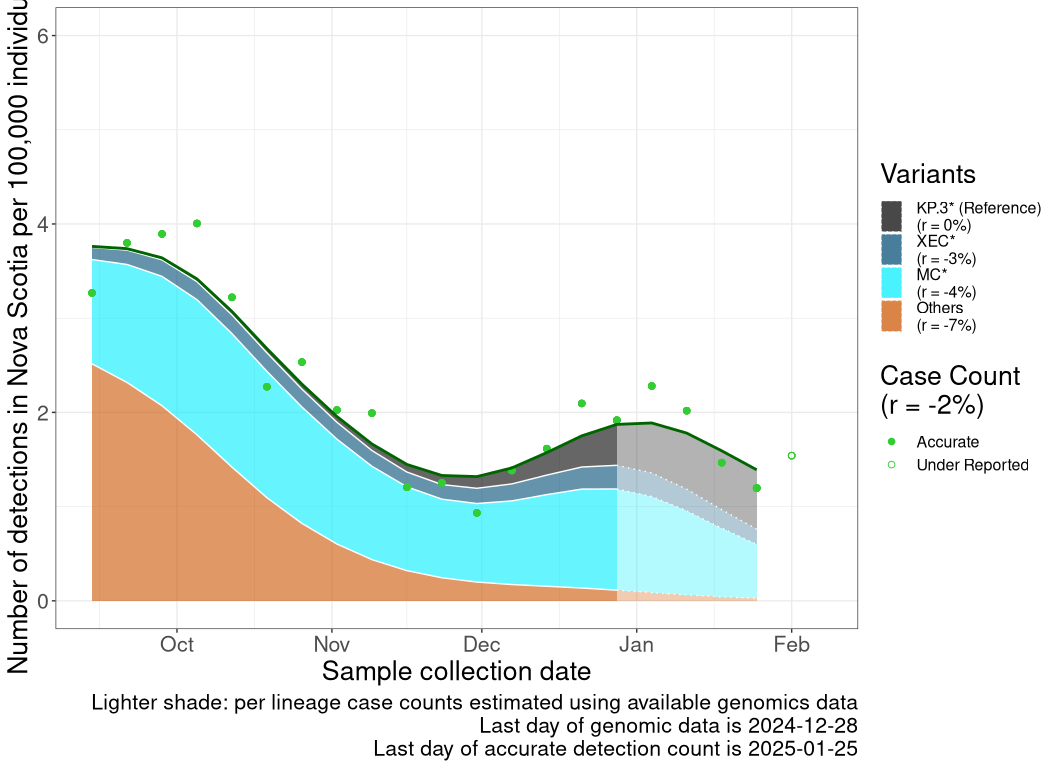 Number of detections in Nova Scotia per 100,000
6
4
2
0
Oct Nov Dec Jan Feb
Sample collection date
Lighter shade: per lineage case counts estimated using available genomics data
Last day of genomic data is 2024-12-28
Last day of accurate detection count is 2025-01-25
Variants
KP.3* (Reference)
(r = 0%)
XEC*
(r = -3%)
MC*
(r = -4%)
Others
(r = -7%)
Case Count
(r = -2%)
Accurate
Under Reported